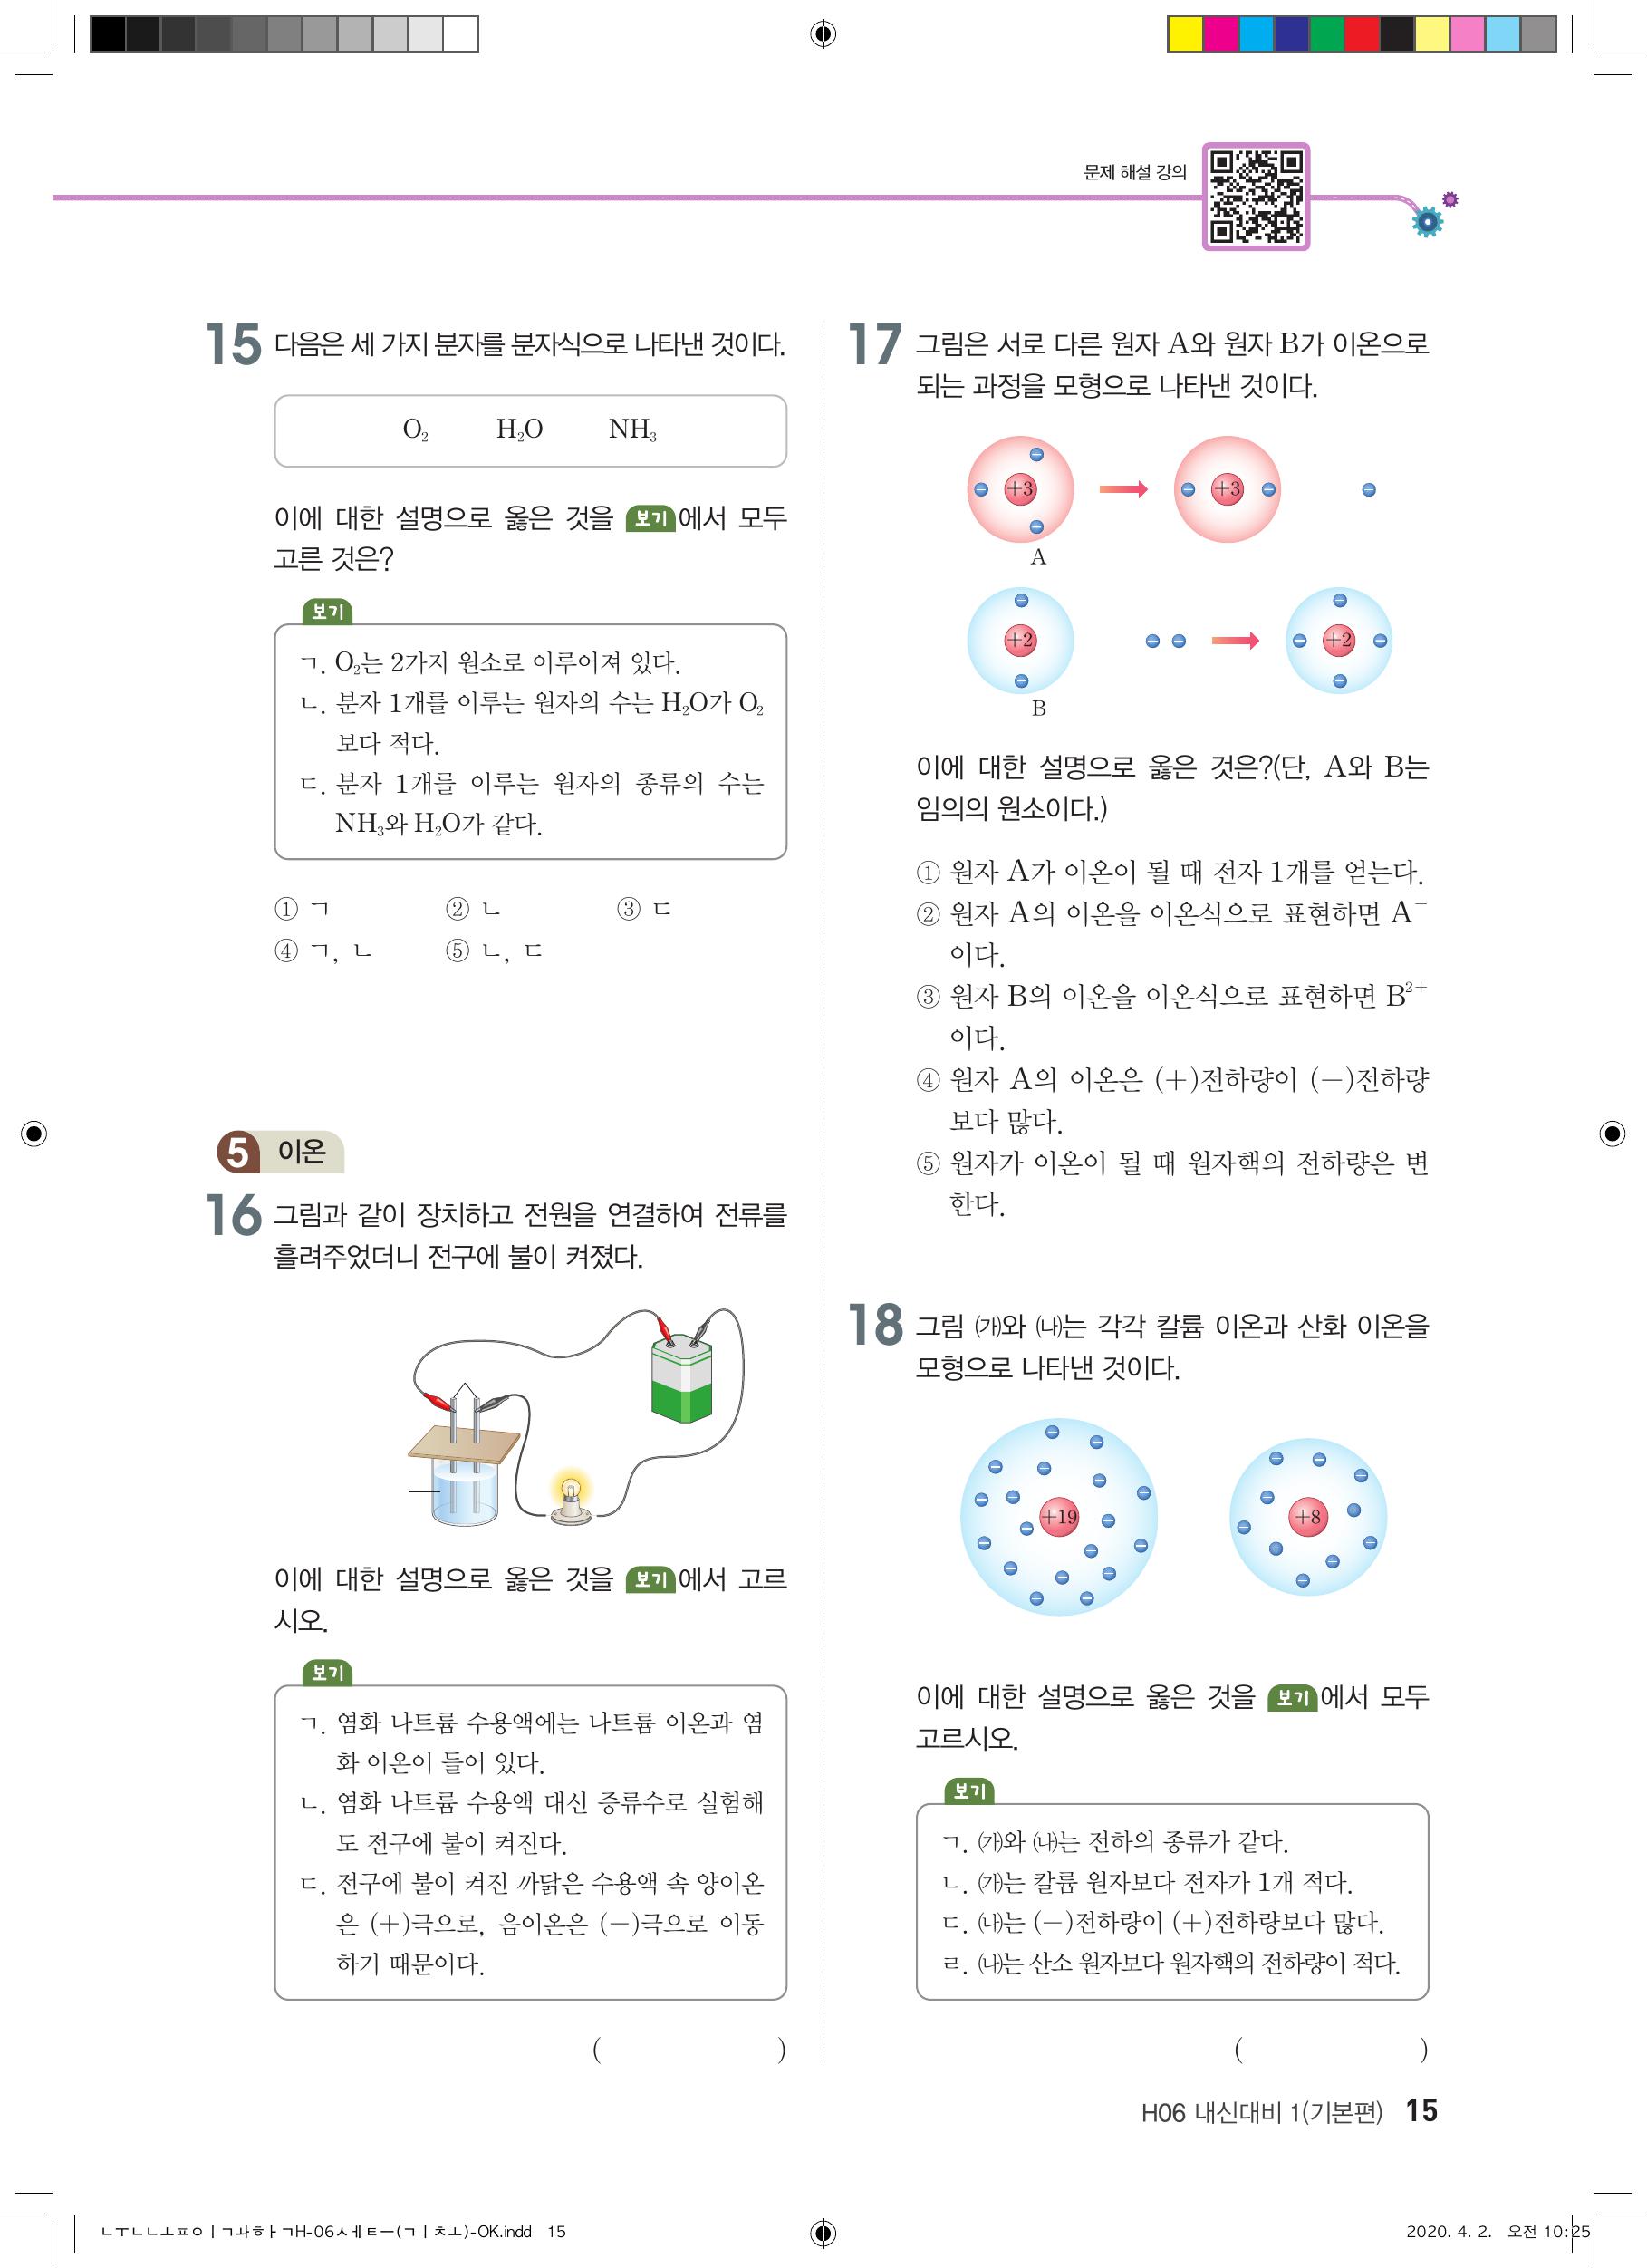 문제 해설 강의
15 다음은 세 가지 분자를 분자식으로 나타낸 것이다.
O₂ H₂O NH₃
이에 대한 설명으로 옳은 것을 보기에서 모두
고른 것은?
보기
ㄱ. O₂는 2가지 원소로 이루어져 있다.
ㄴ. 분자 1개를 이루는 원자의 수는 H₂O가 O₂
보다 적다.
ㄷ. 분자 1개를 이루는 원자의 종류의 수는
NH₃와 H₂O가 같다.
① ㄱ ② ㄴ ③ ㄷ
④ ㄱ, ㄴ ⑤ ㄴ, ㄷ
5 이온
16 그림과 같이 장치하고 전원을 연결하여 전류를
흘려주었더니 전구에 불이 켜졌다.
이에 대한 설명으로 옳은 것을 보기에서 고르
시오.
보기
ㄱ. 염화 나트륨 수용액에는 나트륨 이온과 염
화 이온이 들어 있다.
ㄴ. 염화 나트륨 수용액 대신 증류수로 실험해
도 전구에 불이 켜진다.
ㄷ. 전구에 불이 켜진 까닭은 수용액 속 양이온
은 (+)극으로, 음이온은 (-)극으로 이동
하기 때문이다.
( )
17 그림은 서로 다른 원자 A와 원자 B가 이온으로
되는 과정을 모형으로 나타낸 것이다.
+3 +3
A
+2 +2
B
이에 대한 설명으로 옳은 것은?(단, A와 B는
임의의 원소이다.)
① 원자 A가 이온이 될 때 전자 1개를 얻는다.
② 원자 A의 이온을 이온식으로 표현하면 A⁻
이다.
③ 원자 B의 이온을 이온식으로 표현하면 B²⁺
이다.
④ 원자 A의 이온은 (+)전하량이 (-)전하량
보다 많다.
⑤ 원자가 이온이 될 때 원자핵의 전하량은 변
한다.
18 그림 ㈎와 ㈏는 각각 칼륨 이온과 산화 이온을
모형으로 나타낸 것이다.
+19 +8
이에 대한 설명으로 옳은 것을 보기에서 모두
고르시오.
보기
ㄱ. ㈎와 ㈏는 전하의 종류가 같다.
ㄴ. ㈎는 칼륨 원자보다 전자가 1개 적다.
ㄷ. ㈏는 (-)전하량이 (+)전하량보다 많다.
ㄹ. ㈏는 산소 원자보다 원자핵의 전하량이 적다.
( )
H06 내신대비 1(기본편) 15
ㄴㅜㄴㄴㅗㅍㅇㅣㄱㅘㅎㅏㄱH-06ㅅㅔㅌㅡ(ㄱㅣㅊㅗ)-OK.indd 15
2020. 4. 2. 오전 10:25